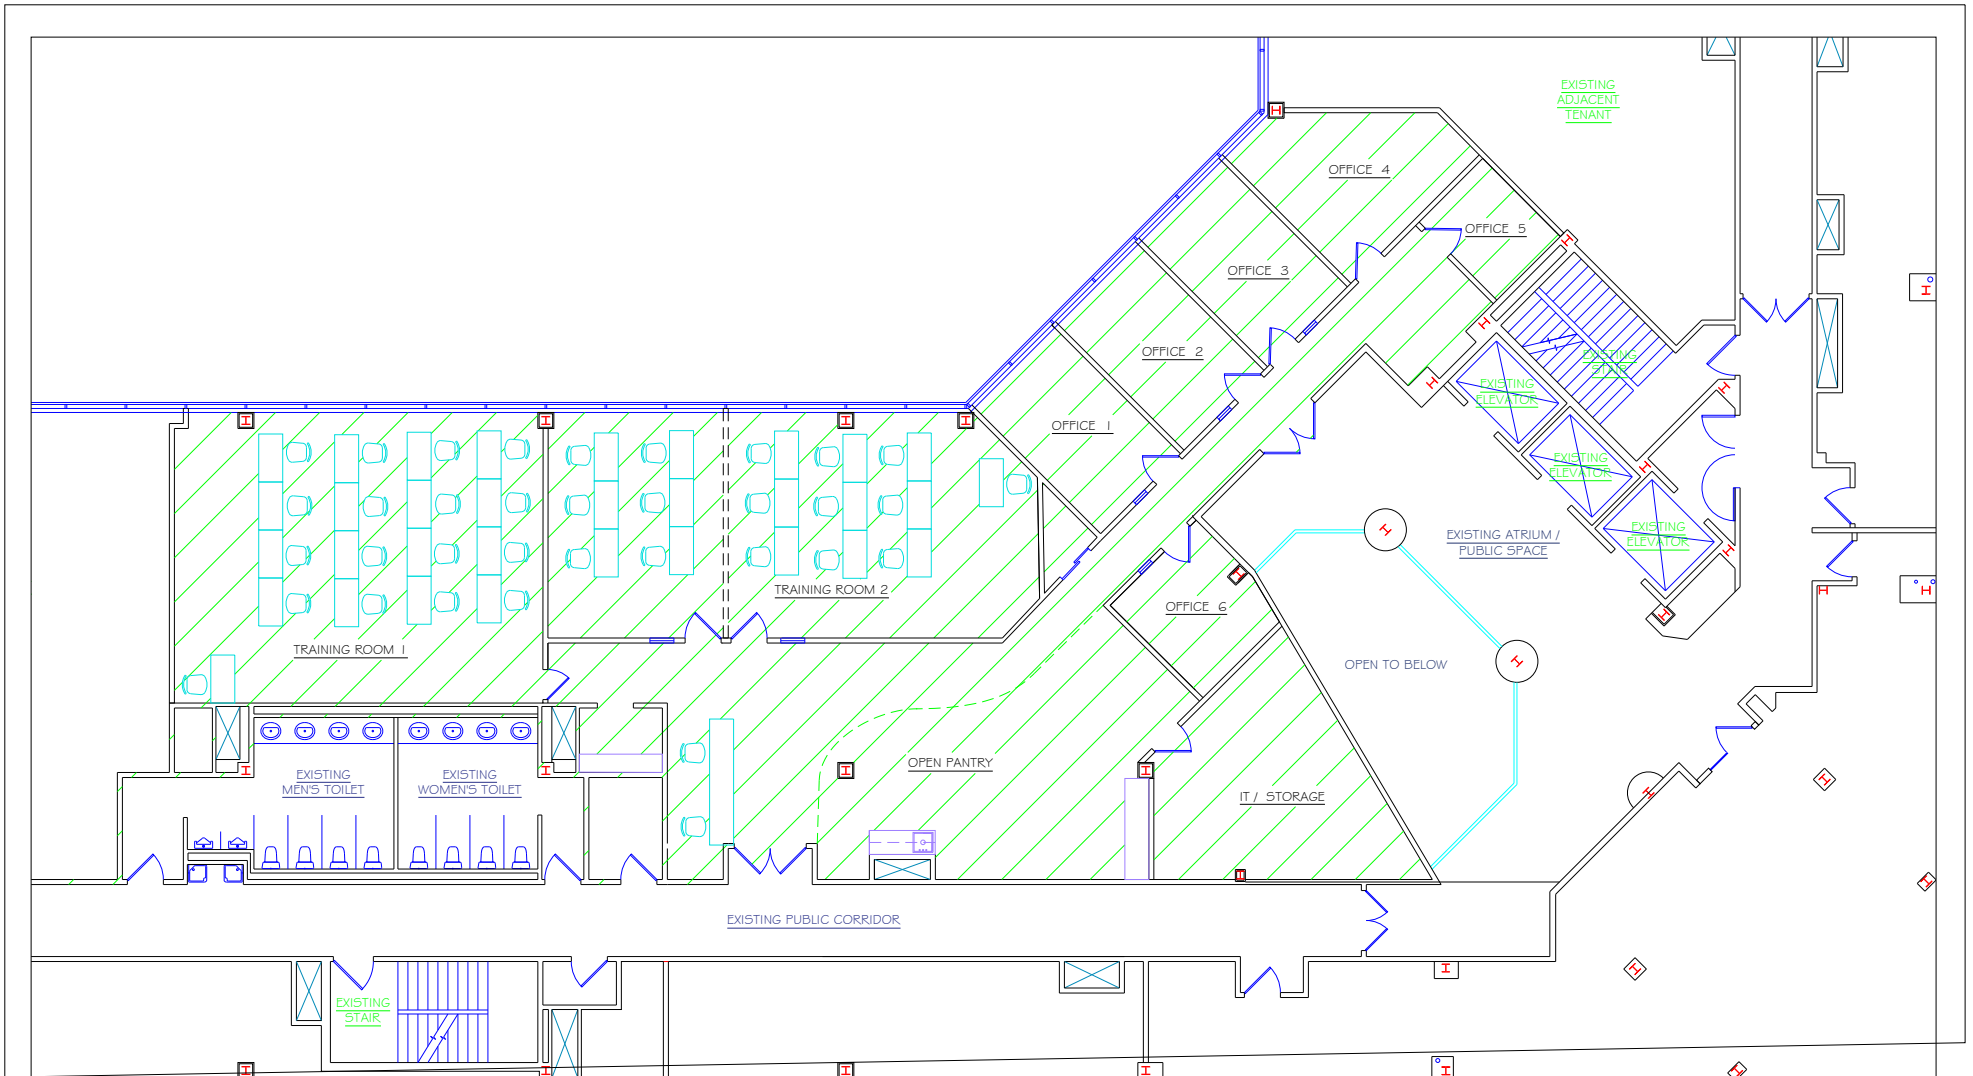 EXISTING
ADJACENT
TENANT
OFFICE 4
OFFICE 5
OFFICE 3
OFFICE 2
EXISTING
STAIR
EXISTING
ELEVATOR
OFFICE 1
EXISTING
ELEVATOR
EXISTING
ELEVATOR
EXISTING ATRIUM /
PUBLIC SPACE
TRAINING ROOM 2
OFFICE 6
TRAINING ROOM 1
OPEN TO BELOW
OPEN PANTRY
EXISTING
MEN'S TOILET
EXISTING
WOMEN'S TOILET
IT / STORAGE
EXISTING PUBLIC CORRIDOR
EXISTING
STAIR